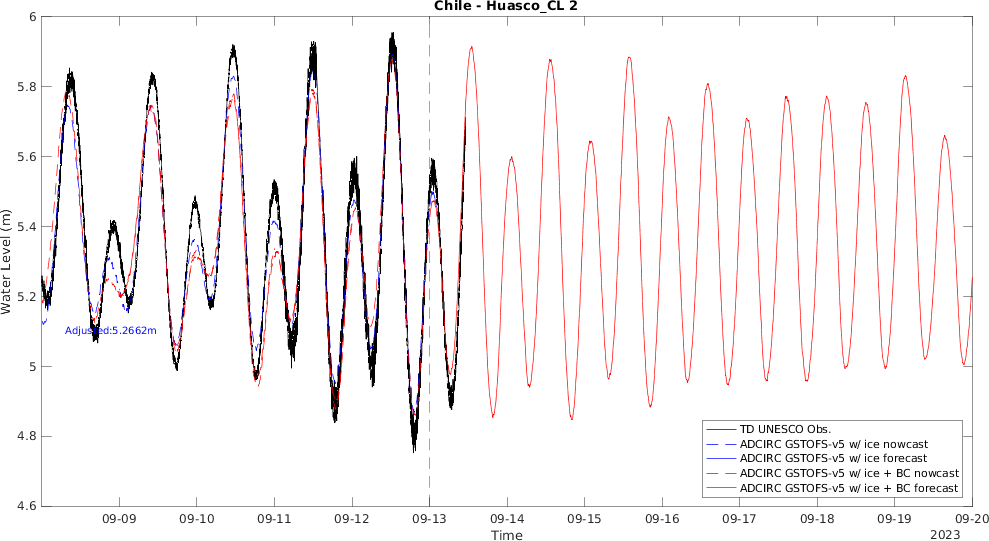 Chile - Huasco_CL 2
6
5.8
5.6
5.4
5.2
5
4.8
4.6
Water Level (m)
Adjusted:5.2662m
TD UNESCO Obs.
ADCIRC GSTOFS-v5 w/ ice nowcast
ADCIRC GSTOFS-v5 w/ ice forecast
ADCIRC GSTOFS-v5 w/ ice + BC nowcast
ADCIRC GSTOFS-v5 w/ ice + BC forecast
09-09 09-10 09-11 09-12 09-13 09-14 09-15 09-16 09-17 09-18 09-19 09-20
Time
2023